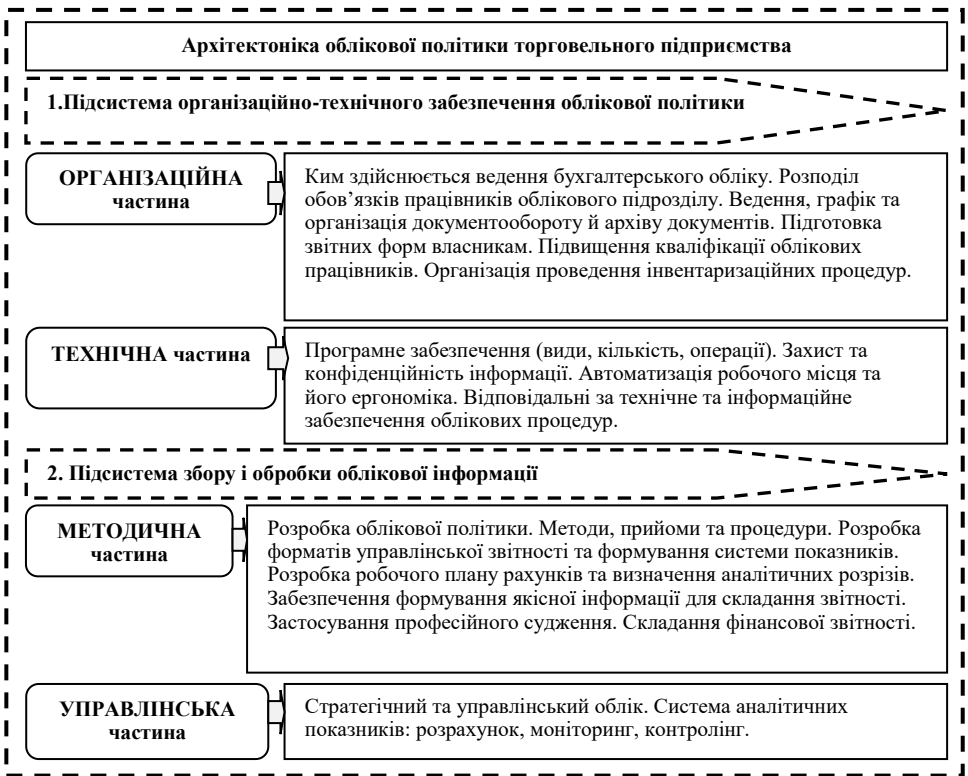 Архітектоніка облікової політики торговельного підприємства
1.Підсистема організаційно-технічного забезпечення облікової політики
ОРГАНІЗАЦІЙНА
частина
Ким здійснюється ведення бухгалтерського обліку. Розподіл
обов’язків працівників облікового підрозділу. Ведення, графік та
організація документообороту й архіву документів. Підготовка
звітних форм власникам. Підвищення кваліфікації облікових
працівників. Організація проведення інвентаризаційних процедур.
ТЕХНІЧНА частина
Програмне забезпечення (види, кількість, операції). Захист та
конфіденційність інформації. Автоматизація робочого місця та
його ергономіка. Відповідальні за технічне та інформаційне
забезпечення облікових процедур.
2. Підсистема збору і обробки облікової інформації
МЕТОДИЧНА
частина
Розробка облікової політики. Методи, прийоми та процедури. Розробка
форматів управлінської звітності та формування системи показників.
Розробка робочого плану рахунків та визначення аналітичних розрізів.
Забезпечення формування якісної інформації для складання звітності.
Застосування професійного судження. Складання фінансової звітності.
УПРАВЛІНСЬКА
частина
Стратегічний та управлінський облік. Система аналітичних
показників: розрахунок, моніторинг, контролінг.